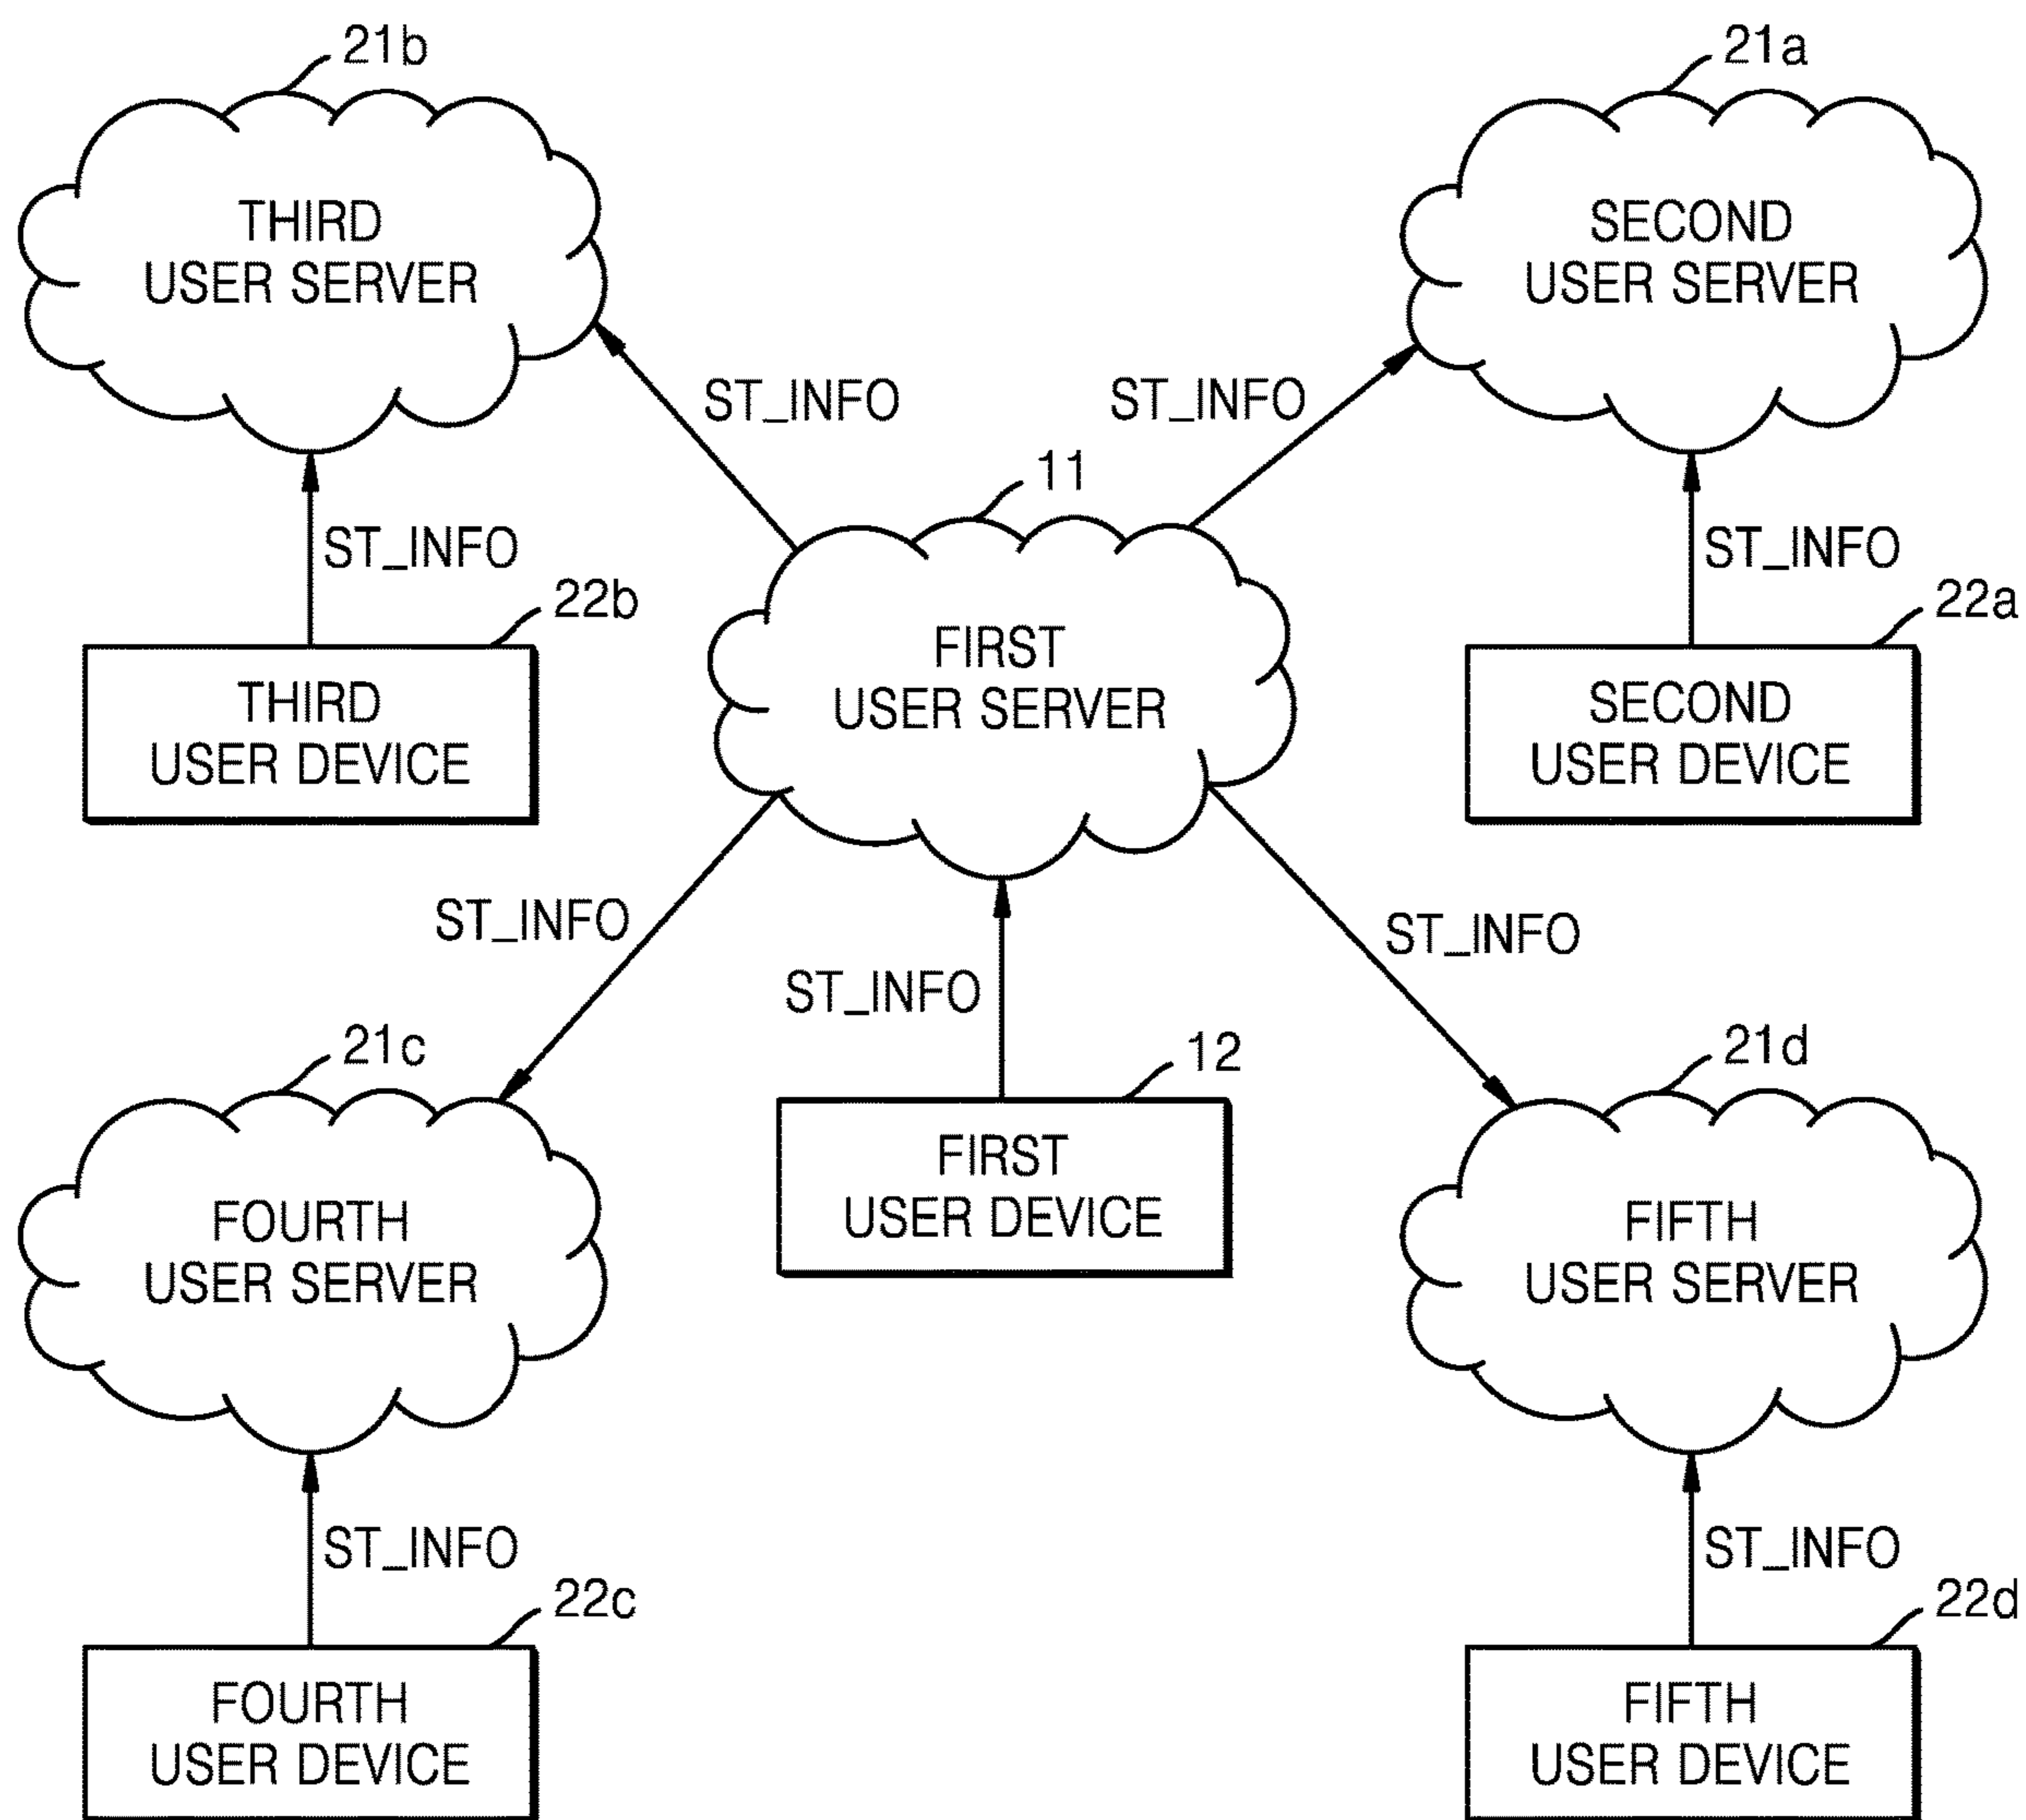 21b
21a
THIRD
USER SERVER
SECOND
USER SERVER
ST_INFO
ST_INFO
11
ST_INFO
ST_INFO
22b
22a
FIRST
USER SERVER
THIRD
USER DEVICE
SECOND
USER DEVICE
ST_INFO
ST_INFO
ST_INFO
21c
12
21d
FIRST
USER DEVICE
FOURTH
USER SERVER
FIFTH
USER SERVER
ST_INFO
ST_INFO
22c
22d
FOURTH
USER DEVICE
FIFTH
USER DEVICE